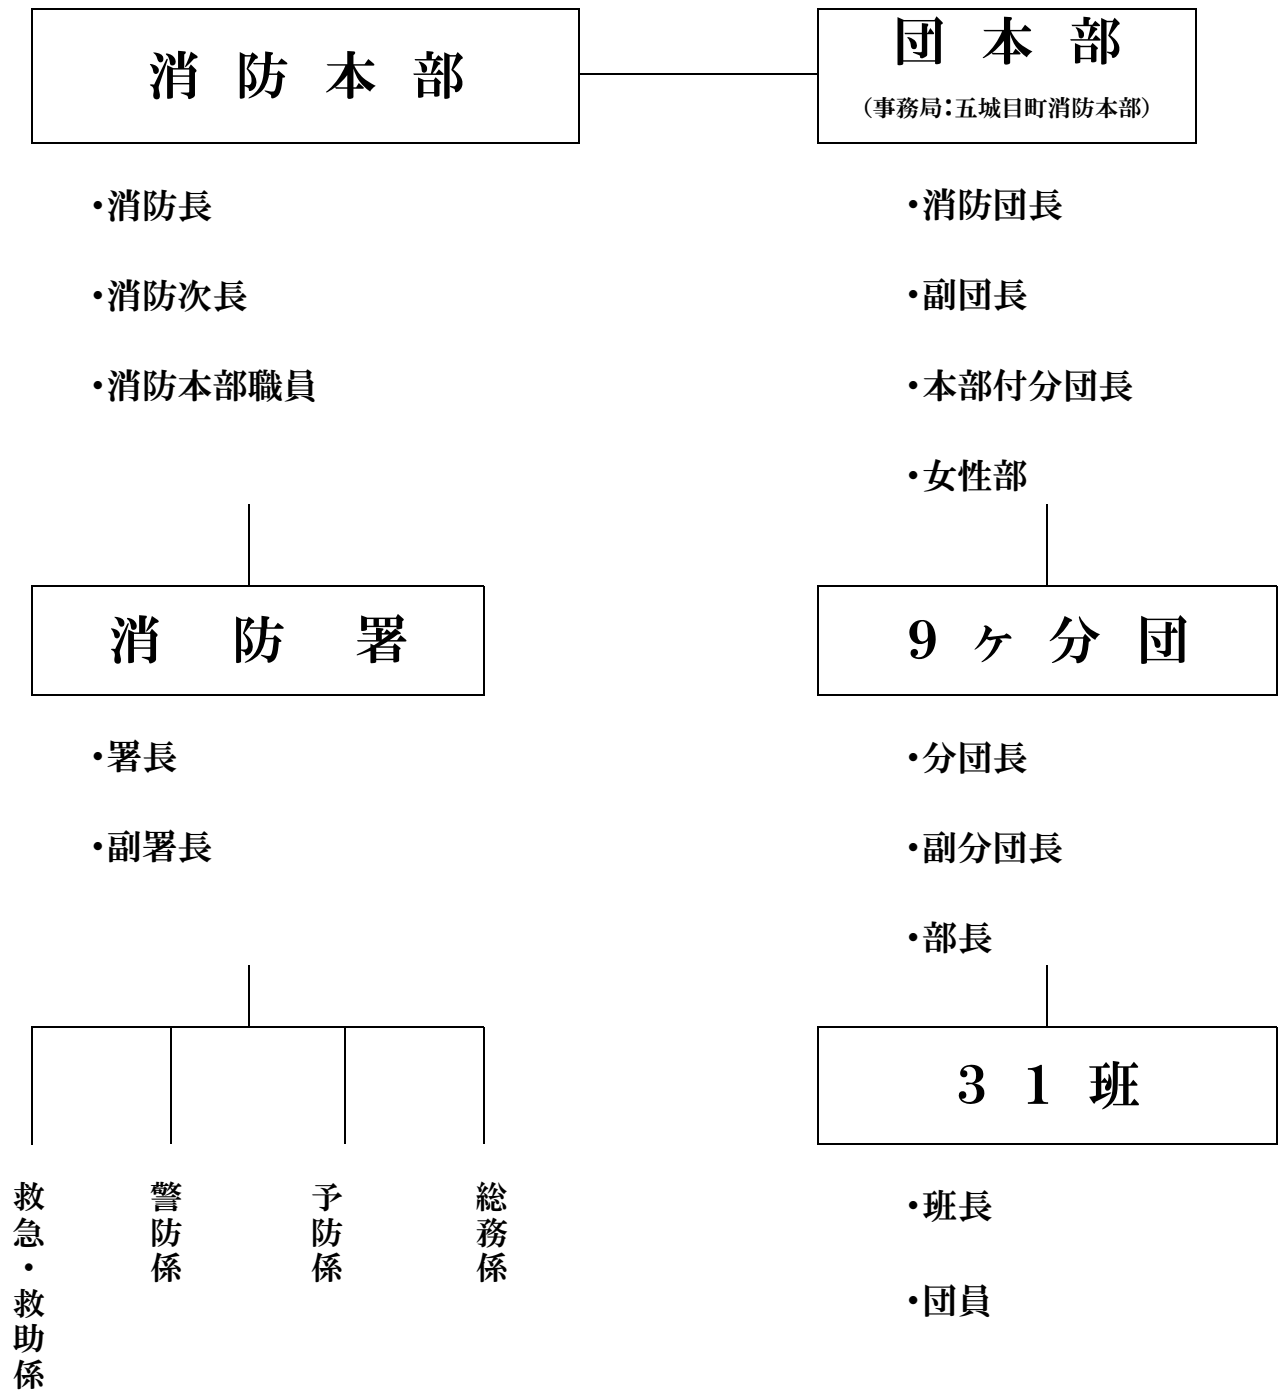 消防本部
・消防長
・消防次長
・消防本部職員
消防署
・署長
・副署長
救急・救助係
警防係
予防係
総務係
団本部
（事務局：五城目町消防本部）
・消防団長
・副団長
・本部付分団長
・女性部
9ヶ分団
・分団長
・副分団長
・部長
31班
・班長
・団員